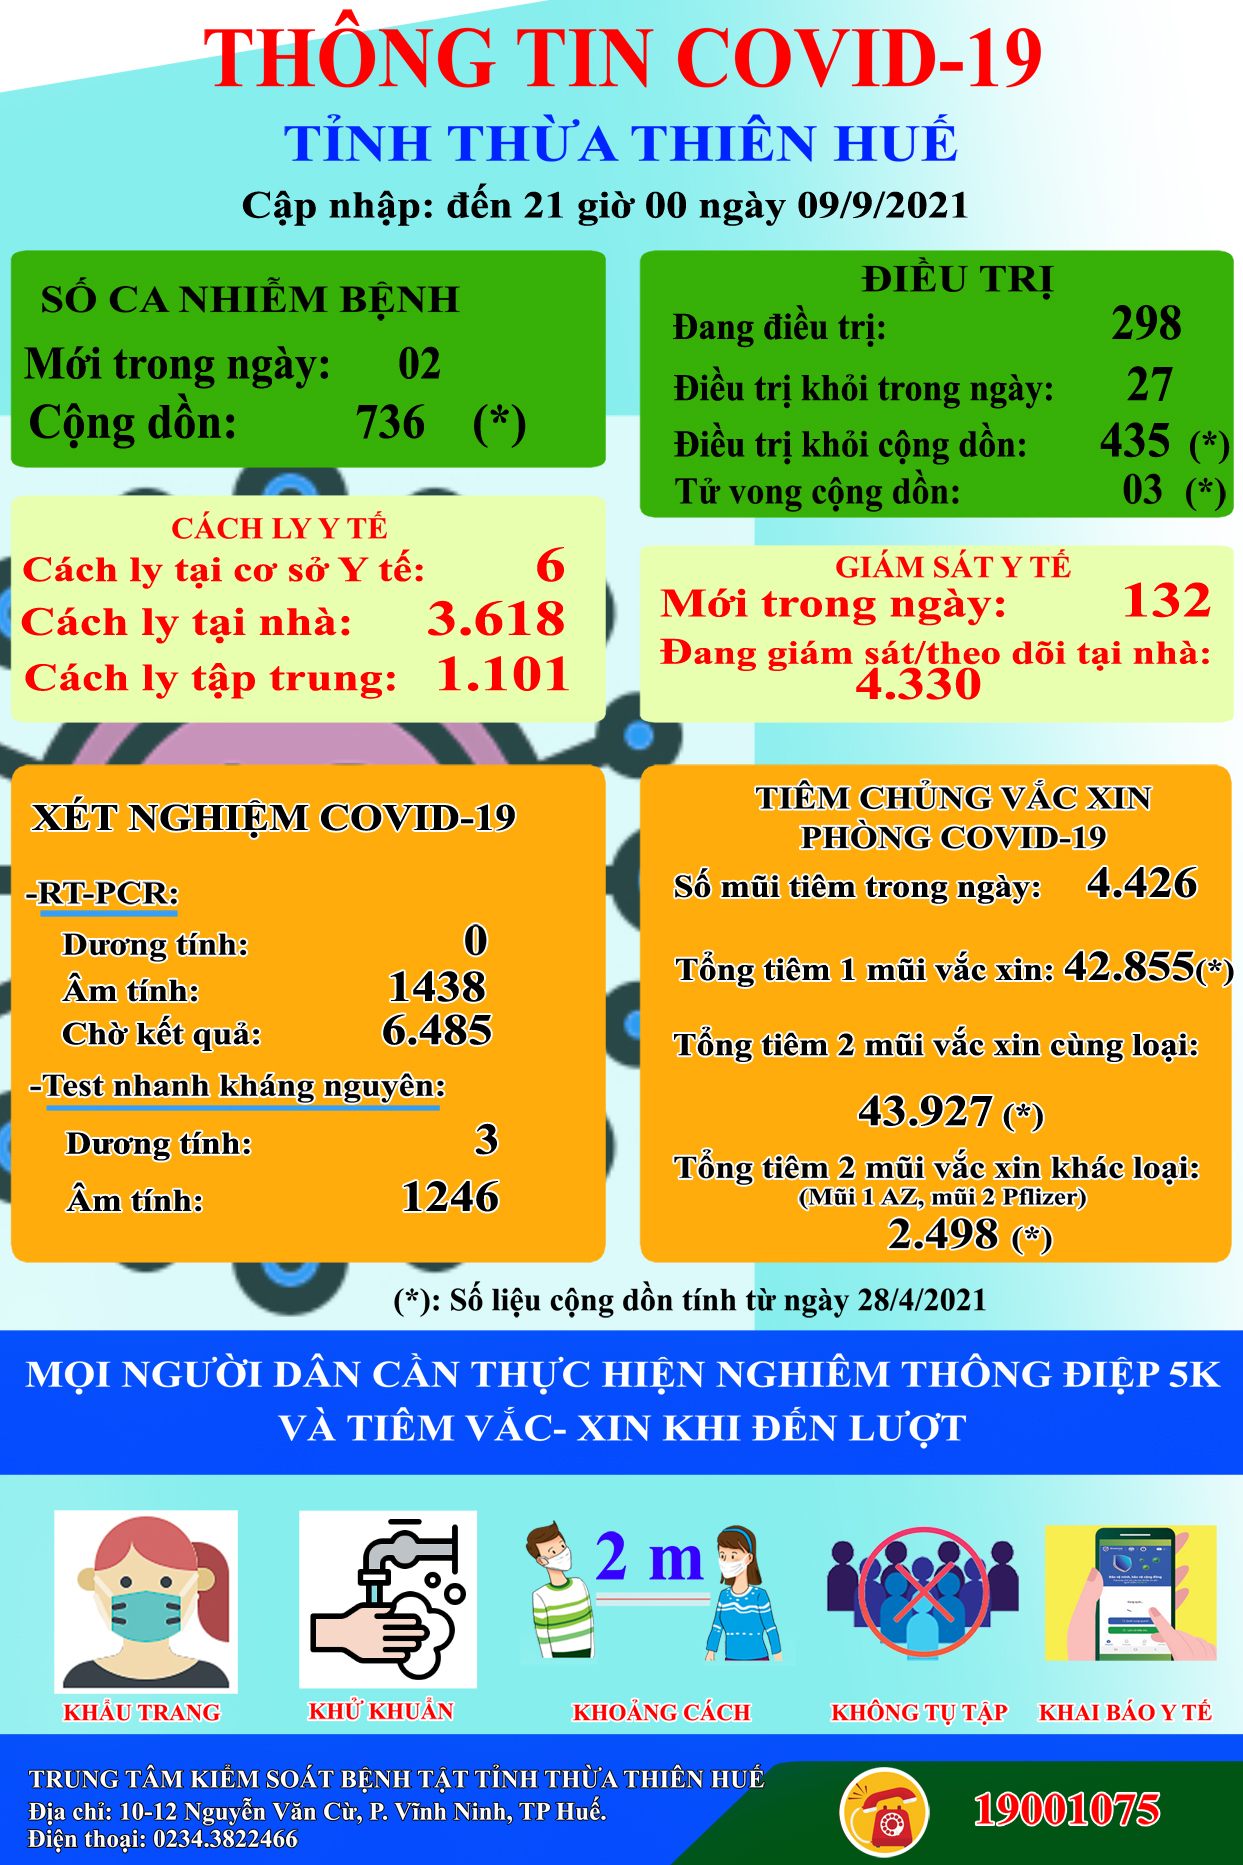 THÔNG TIN COVID-19
TỈNH THỪA THIÊN HUẾ
Cập nhập: đến 21 giờ 00 ngày 09/9/2021
SỐ CA NHIỄM BỆNH
Mới trong ngày: 02
Cộng dồn: 736 (*)
ĐIỀU TRỊ
Đang điều trị: 298
Điều trị khỏi trong ngày: 27
Điều trị khỏi cộng dồn: 435 (*)
Tử vong cộng dồn: 03 (*)
CÁCH LY Y TẾ
Cách ly tại cơ sở Y tế: 6
Cách ly tại nhà: 3.618
Cách ly tập trung: 1.101
GIÁM SÁT Y TẾ
Mới trong ngày: 132
Đang giám sát/theo dõi tại nhà:
4.330
XÉT NGHIỆM COVID-19
-RT-PCR:
Dương tính: 0
Âm tính: 1438
Chờ kết quả: 6.485
-Test nhanh kháng nguyên:
Dương tính: 3
Âm tính: 1246
TIÊM CHỦNG VẮC XIN
PHÒNG COVID-19
Số mũi tiêm trong ngày: 4.426
Tổng tiêm 1 mũi vắc xin: 42.855(*)
Tổng tiêm 2 mũi vắc xin cùng loại:
43.927 (*)
Tổng tiêm 2 mũi vắc xin khác loại:
(Mũi 1 AZ, mũi 2 Pflizer)
2.498 (*)
(*): Số liệu cộng dồn tính từ ngày 28/4/2021
MỌI NGƯỜI DÂN CẦN THỰC HIỆN NGHIÊM THÔNG ĐIỆP 5K
VÀ TIÊM VẮC- XIN KHI ĐẾN LƯỢT
2 m
KHẨU TRANG
KHỬ KHUẨN
KHOẢNG CÁCH
KHÔNG TỤ TẬP
KHAI BÁO Y TẾ
TRUNG TÂM KIỂM SOÁT BỆNH TẬT TỈNH THỪA THIÊN HUẾ
Địa chỉ: 10-12 Nguyễn Văn Cừ, P. Vĩnh Ninh, TP Huế.
Điện thoại: 0234.3822466
19001075